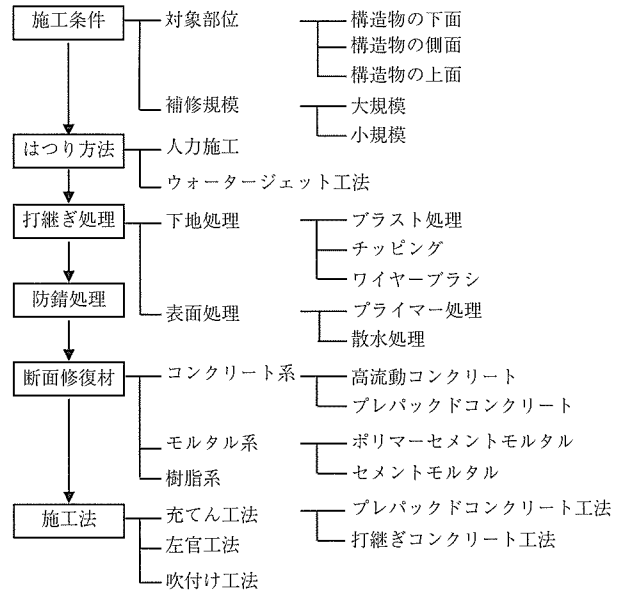 施工条件 対象部位 構造物の下面
構造物の側面
構造物の上面
補修規模 大規模
小規模
はつり方法 人力施工
ウォータージェット工法
打継ぎ処理 下地処理 ブラスト処理
チッピング
ワイヤーブラシ
防錆処理
表面処理 プライマー処理
散水処理
断面修復材 コンクリート系 高流動コンクリート
プレパックドコンクリート
モルタル系 ポリマーセメントモルタル
樹脂系 セメントモルタル
施工法 充てん工法 プレパックドコンクリート工法
左官工法 打継ぎコンクリート工法
吹付け工法